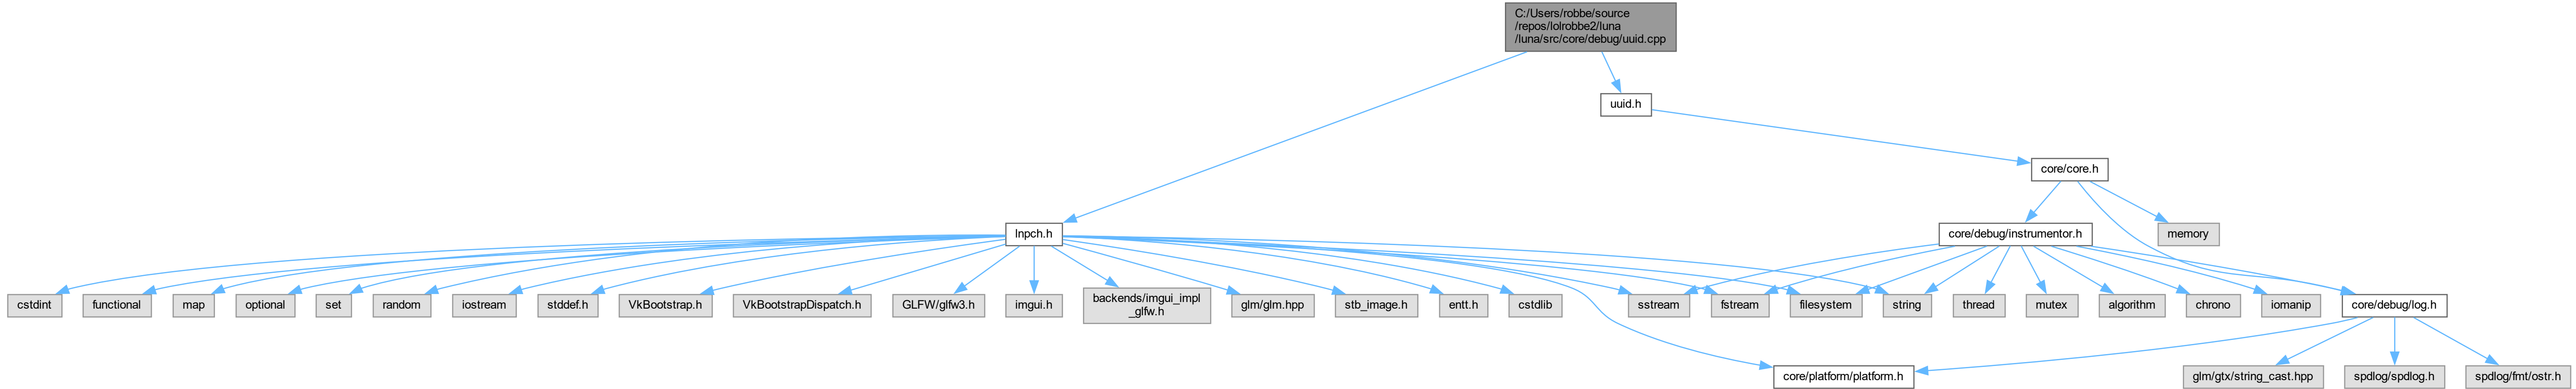 C:/Users/robbe/source
/repos/lolrobbe2/luna
/luna/src/core/debug/uuid.cpp
uuid.h
core/core.h
lnpch.h
core/debug/instrumentor.h
memory
cstdint
functional
map
optional
set
random
iostream
stddef.h
VkBootstrap.h
VkBootstrapDispatch.h
GLFW/glfw3.h
imgui.h
backends/imgui_impl
_glfw.h
glm/glm.hpp
stb_image.h
entt.h
cstdlib
sstream
fstream
filesystem
string
thread
mutex
algorithm
chrono
iomanip
core/debug/log.h
core/platform/platform.h
glm/gtx/string_cast.hpp
spdlog/spdlog.h
spdlog/fmt/ostr.h